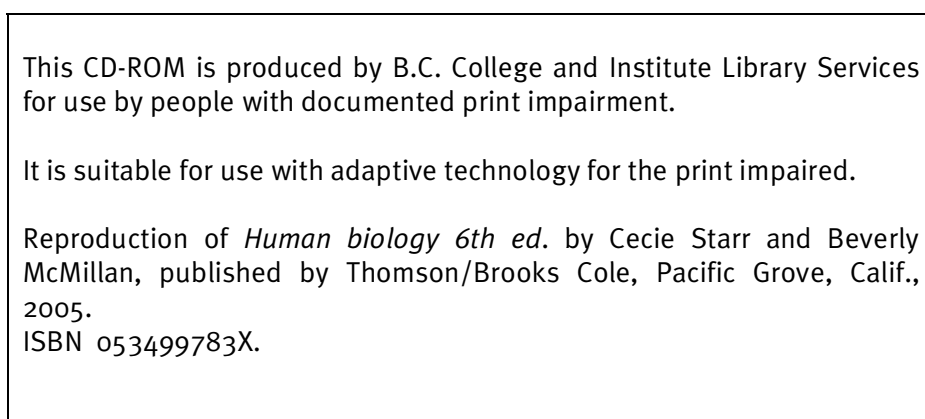 This CD-ROM is produced by B.C. College and Institute Library Services
for use by people with documented print impairment.
It is suitable for use with adaptive technology for the print impaired.
Reproduction of Human biology 6th ed. by Cecie Starr and Beverly
McMillan, published by Thomson/Brooks Cole, Pacific Grove, Calif.,
2005.
ISBN 053499783X.